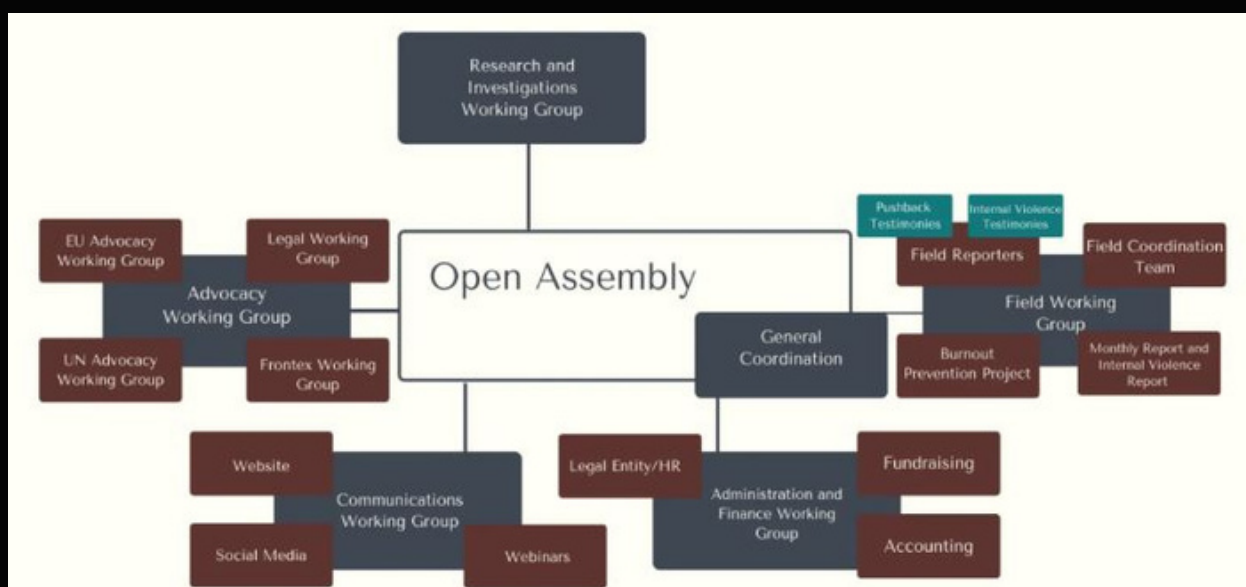 Research and
Investigations
Working Group
EU Advocacy
Working Group
Legal Working
Group
Advocacy
Working Group
UN Advocacy
Working Group
Frontex Working
Group
Open Assembly
General
Coordination
Pushback
Testimonies
Internal Violence
Testimonies
Field Reporters
Field Coordination
Team
Field Working
Group
Burnout
Prevention Project
Monthly Report and
Internal Violence
Report
Website
Communications
Working Group
Social Media
Webinars
Legal Entity/HR
Administration and
Finance Working
Group
Fundraising
Accounting